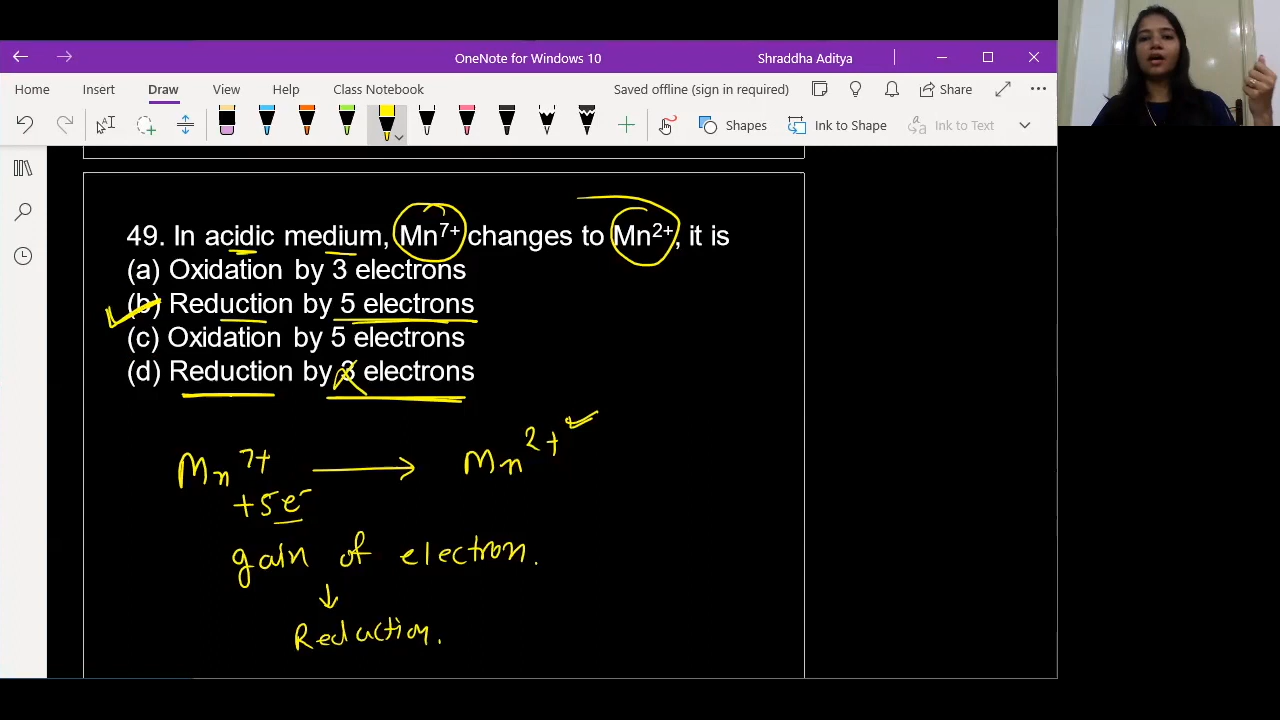 OneNote for Windows 10
Shraddha Aditya
Home Insert Draw View Help Class Notebook
Saved offline (sign in required)
Share
Shapes
Ink to Shape
Ink to Text
49. In acidic medium, Mn⁷⁺ changes to Mn²⁺, it is
(a) Oxidation by 3 electrons
(b) Reduction by 5 electrons
(c) Oxidation by 5 electrons
(d) Reduction by 3 electrons
Mn⁷⁺ → Mn²⁺
+5e⁻
gain of electron.
↓
Reduction.